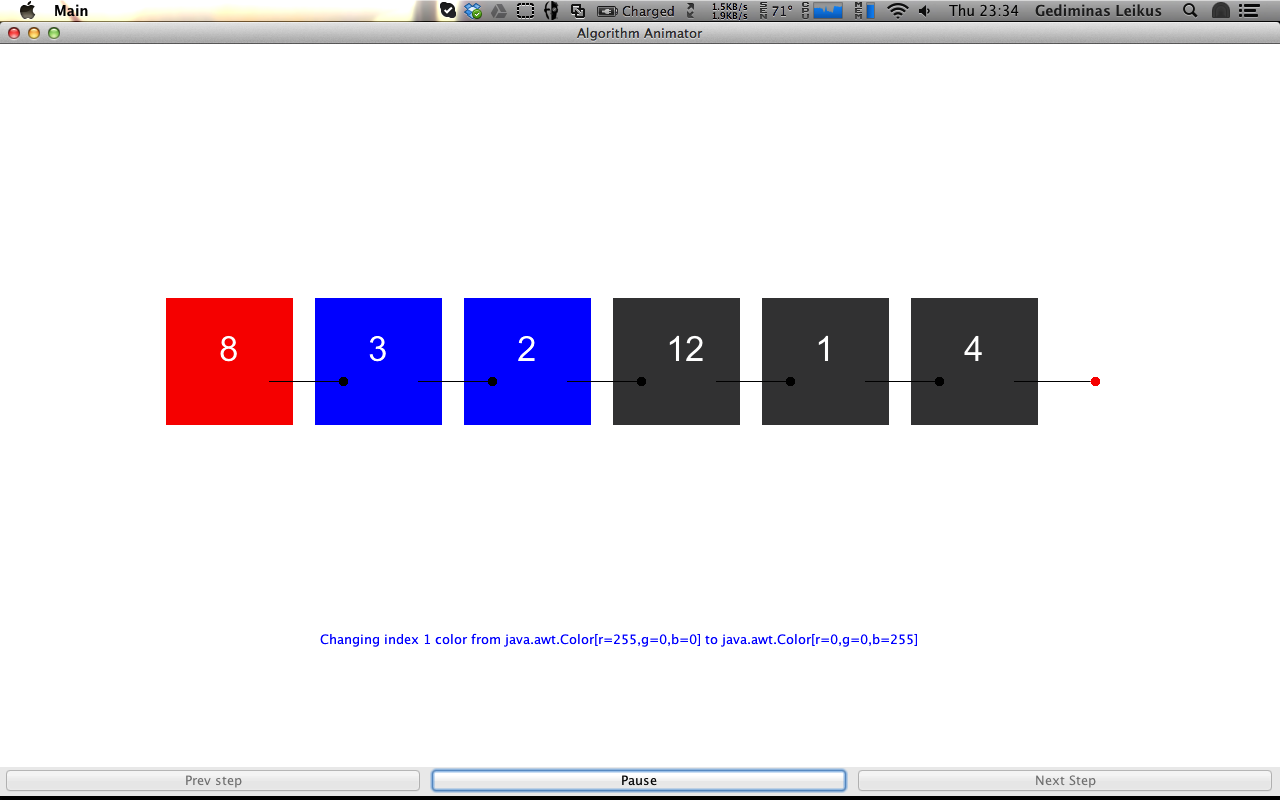 Main Charged 1.5KB/s 1.9KB/s SEN 71° CPU MEM Thu 23:34 Gediminas Leikus
Algorithm Animator
8 3 2 12 1 4
Changing index 1 color from java.awt.Color[r=255,g=0,b=0] to java.awt.Color[r=0,g=0,b=255]
Prev step Pause Next Step